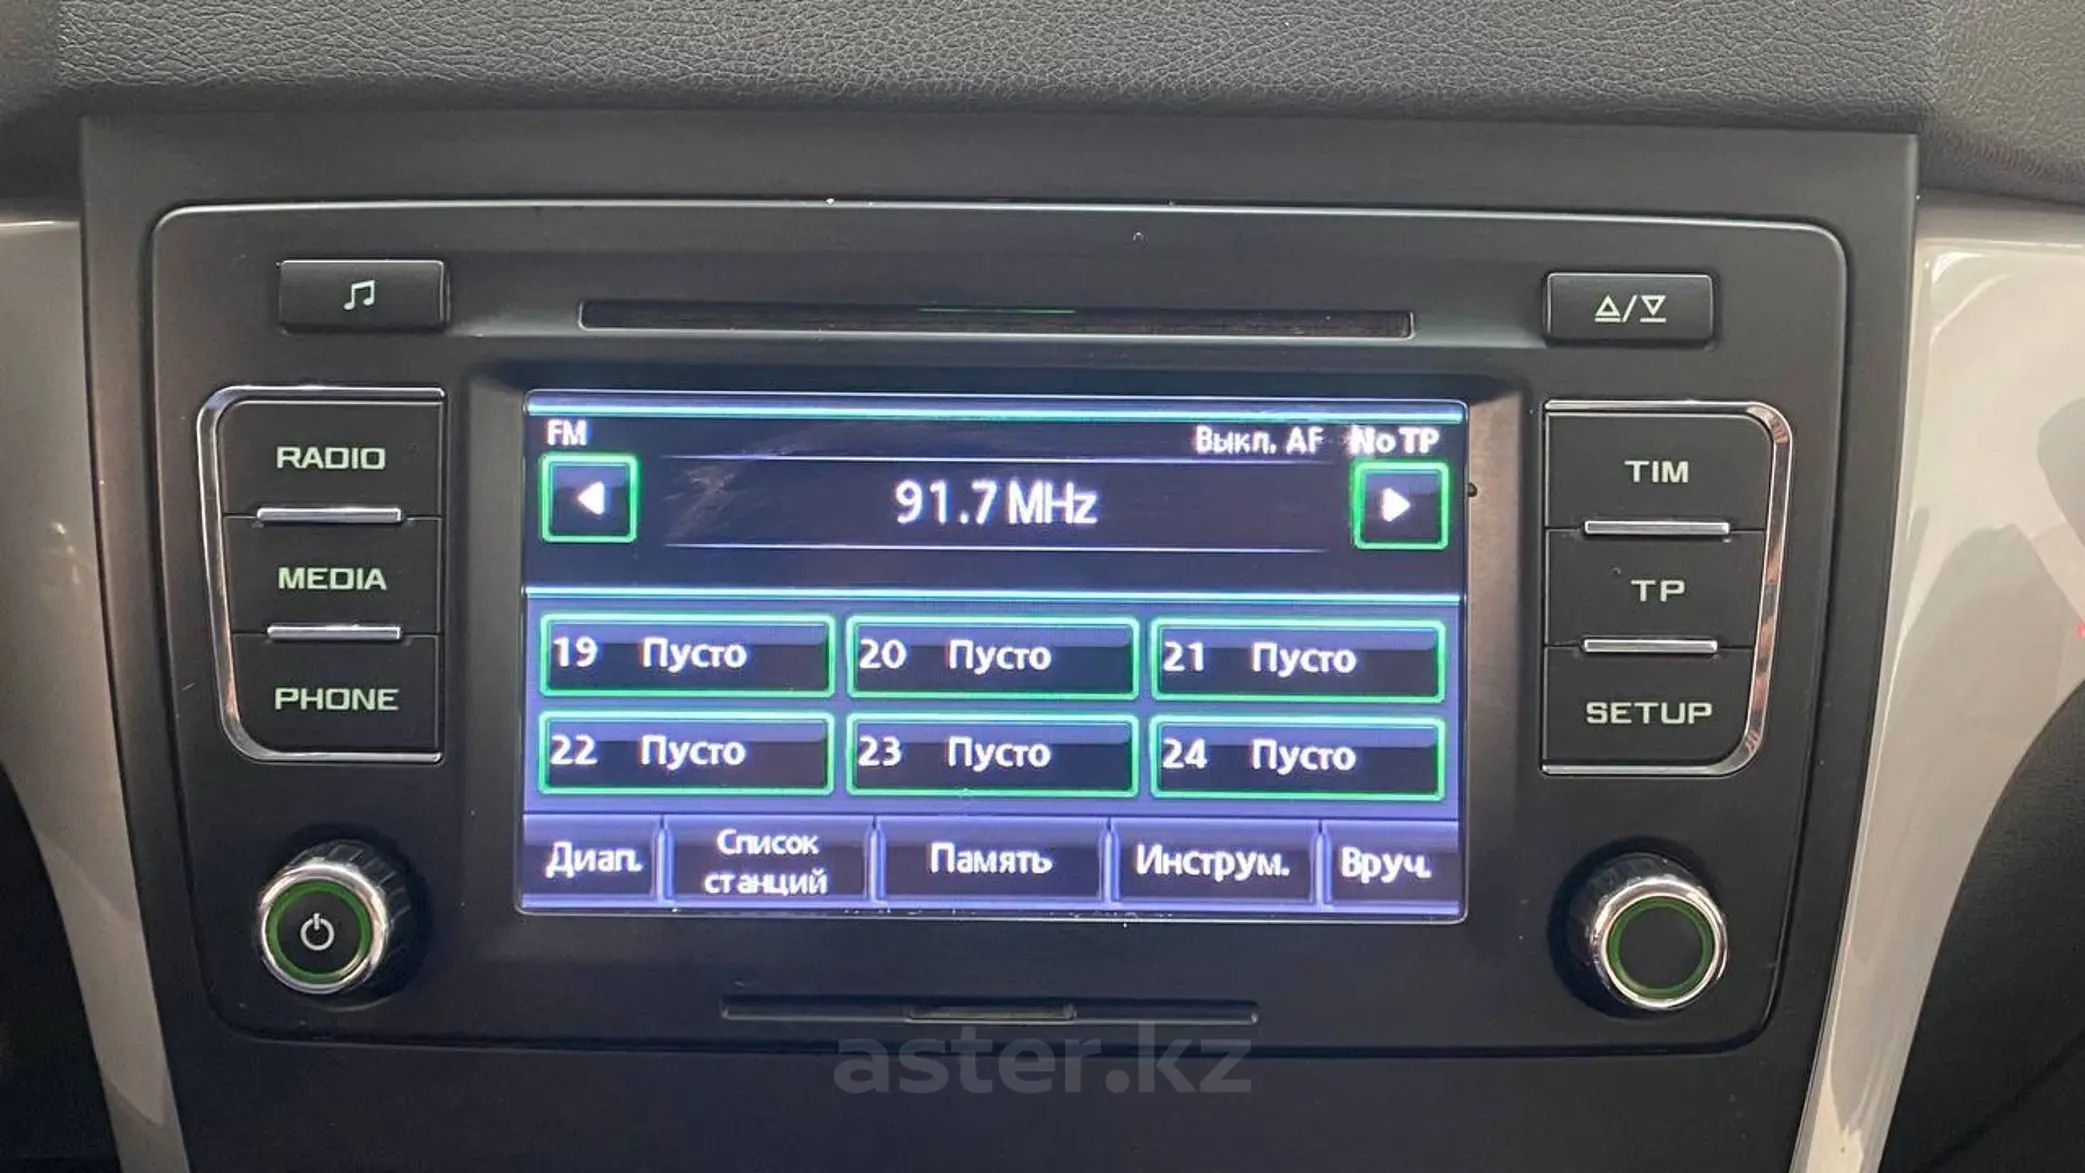 RADIO
MEDIA
PHONE
FM
Выкл. AF No TP
91.7 MHz
19 Пусто
20 Пусто
21 Пусто
22 Пусто
23 Пусто
24 Пусто
Диап.
Список
станций
Память
Инструм.
Вруч.
TIM
TP
SETUP
aster.kz